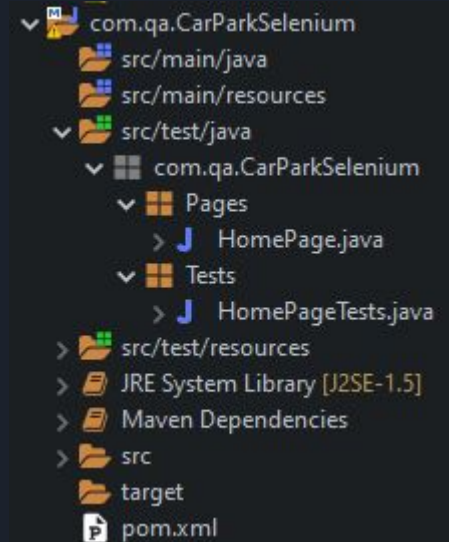 com.qa.CarParkSelenium
src/main/java
src/main/resources
src/test/java
com.qa.CarParkSelenium
Pages
HomePage.java
Tests
HomePageTests.java
src/test/resources
JRE System Library [J2SE-1.5]
Maven Dependencies
src
target
pom.xml